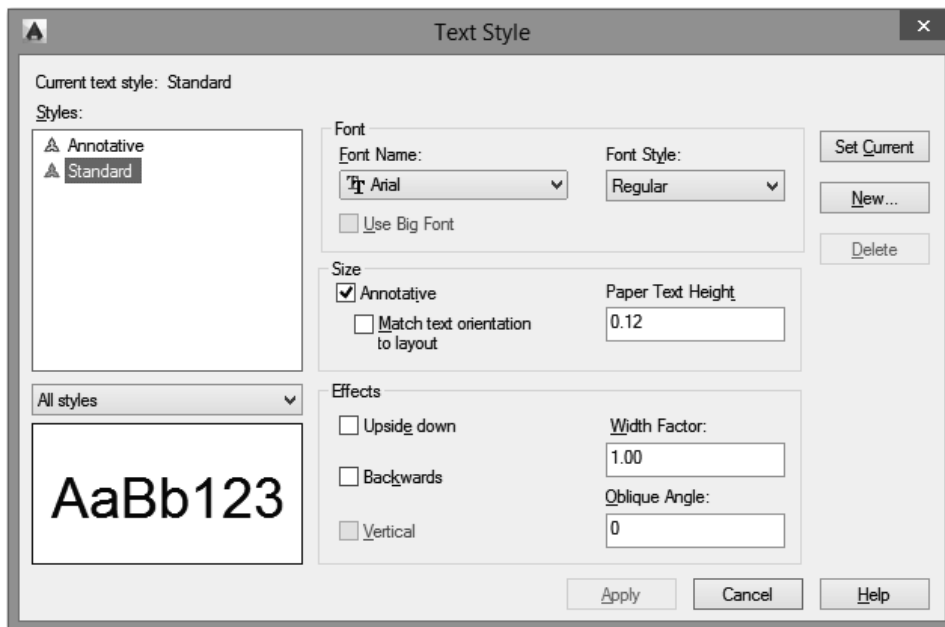 Text Style
Current text style: Standard
Styles:
Annotative
Standard
All styles
AaBb123
Font
Font Name:
Arial
Font Style:
Regular
Use Big Font
Size
Annotative
Match text orientation
to layout
Paper Text Height
0.12
Effects
Upside down
Backwards
Vertical
Width Factor:
1.00
Oblique Angle:
0
Set Current
New...
Delete
Apply
Cancel
Help